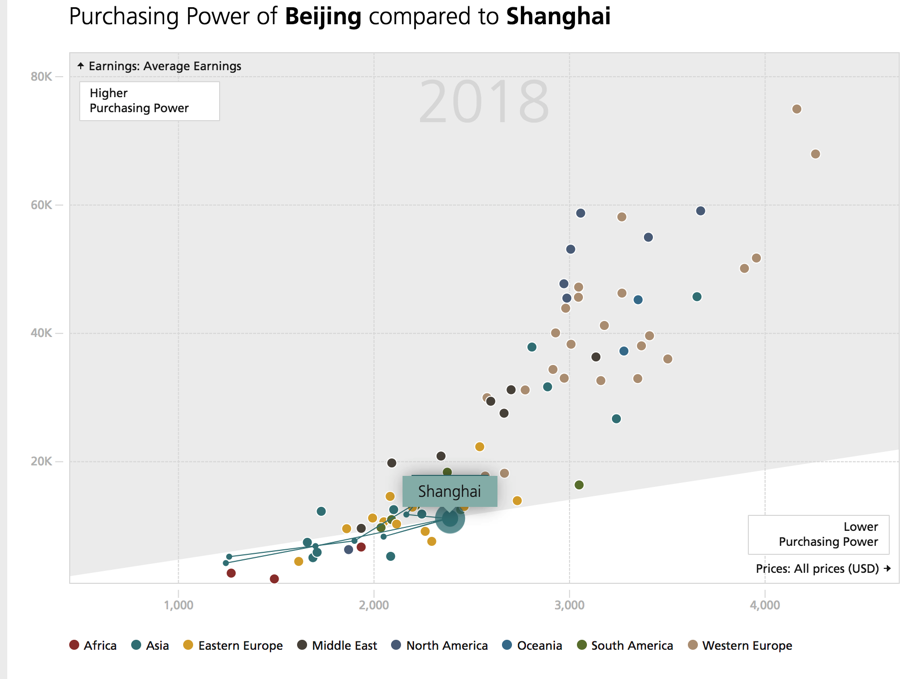 Purchasing Power of Beijing compared to Shanghai
↑ Earnings: Average Earnings
80K
Higher
Purchasing Power
2018
60K
40K
20K
Shanghai
Lower
Purchasing Power
Prices: All prices (USD) →
1,000
2,000
3,000
4,000
Africa
Asia
Eastern Europe
Middle East
North America
Oceania
South America
Western Europe